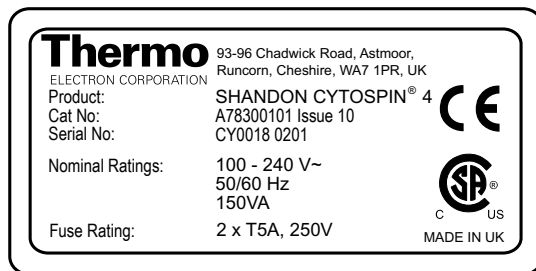 Thermo
ELECTRON CORPORATION
93-96 Chadwick Road, Astmoor,
Runcorn, Cheshire, WA7 1PR, UK
Product: SHANDON CYTOSPIN® 4
Cat No: A78300101 Issue 10
Serial No: CY0018 0201
CE
Nominal Ratings: 100 - 240 V~
50/60 Hz
150VA
SA ®
C US
Fuse Rating: 2 x T5A, 250V
MADE IN UK